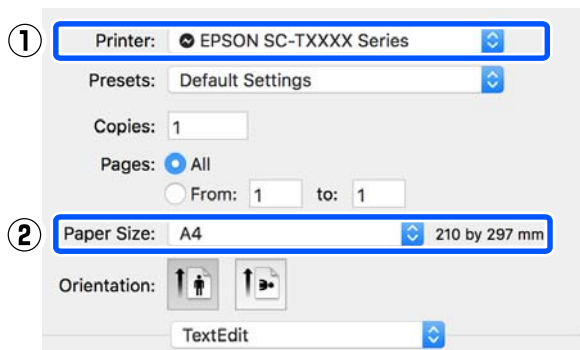 ① Printer: EPSON SC-TXXXX Series
Presets: Default Settings
Copies: 1
Pages: All
From: 1 to: 1
② Paper Size: A4 210 by 297 mm
Orientation:
TextEdit